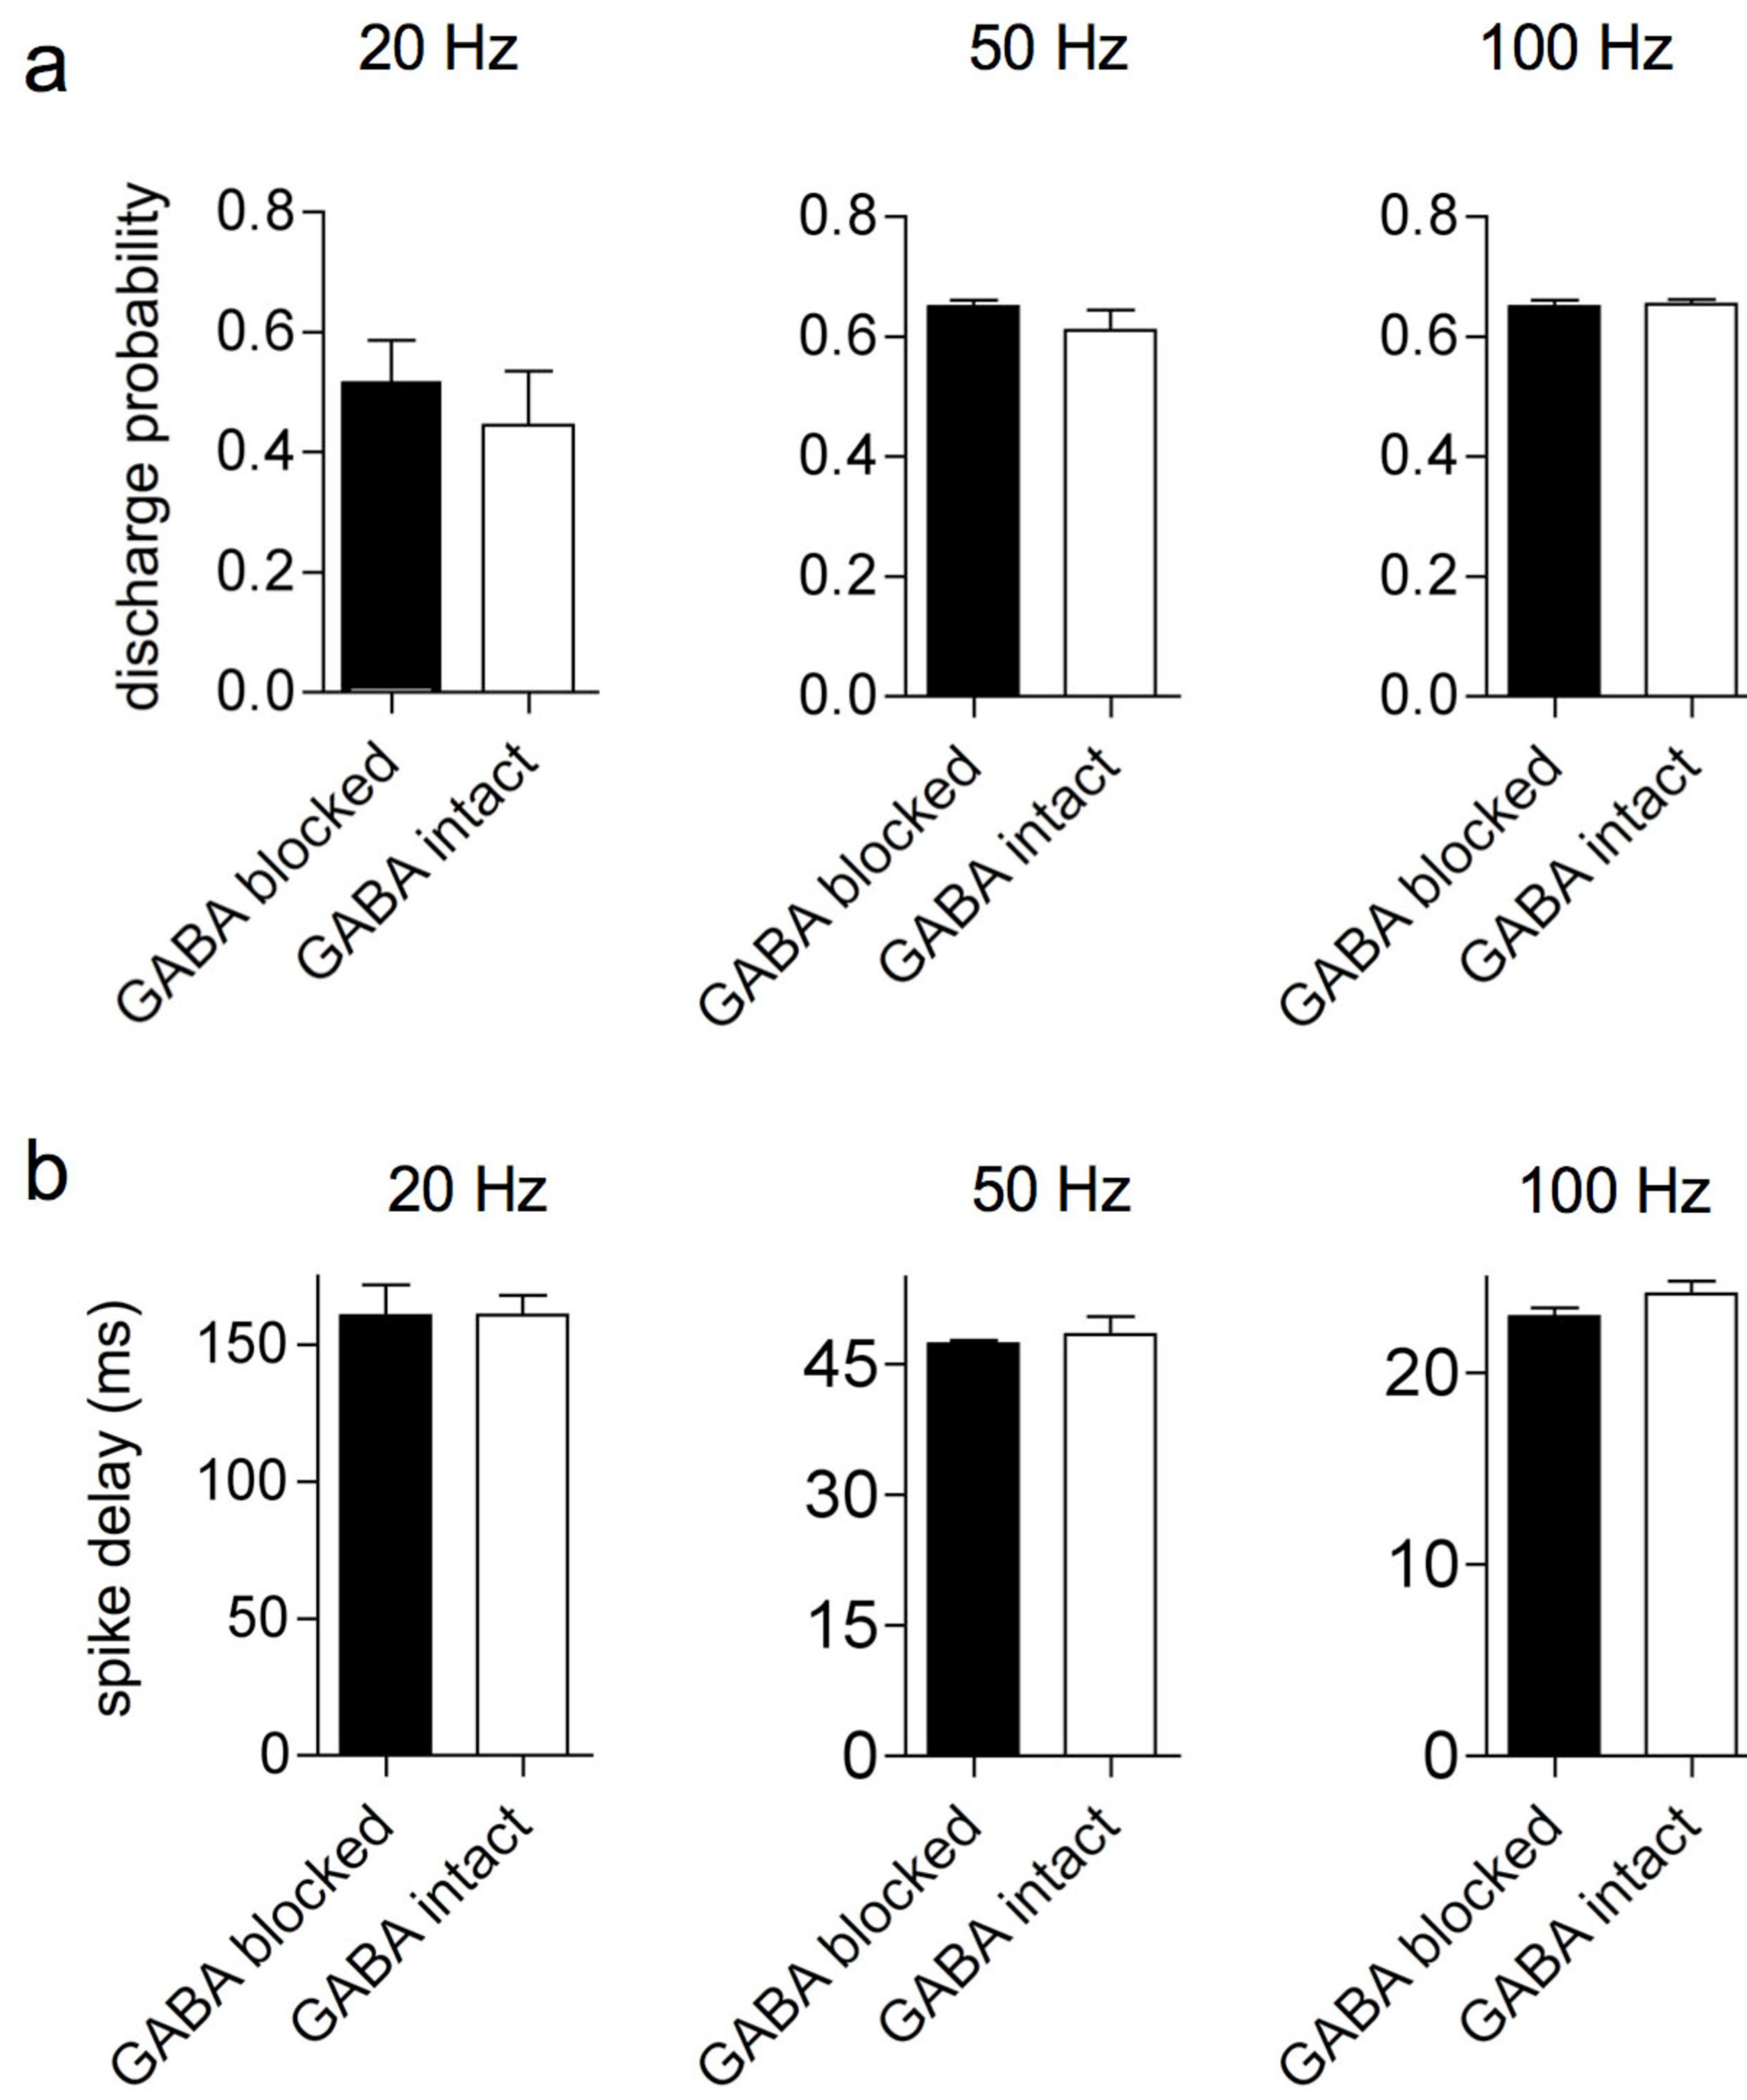 a
20 Hz
50 Hz
100 Hz
discharge probability
0.8
0.6
0.4
0.2
0.0
GABA blocked
GABA intact
0.8
0.6
0.4
0.2
0.0
GABA blocked
GABA intact
0.8
0.6
0.4
0.2
0.0
GABA blocked
GABA intact
b
20 Hz
50 Hz
100 Hz
spike delay (ms)
150
100
50
0
GABA blocked
GABA intact
45
30
15
0
GABA blocked
GABA intact
20
10
0
GABA blocked
GABA intact